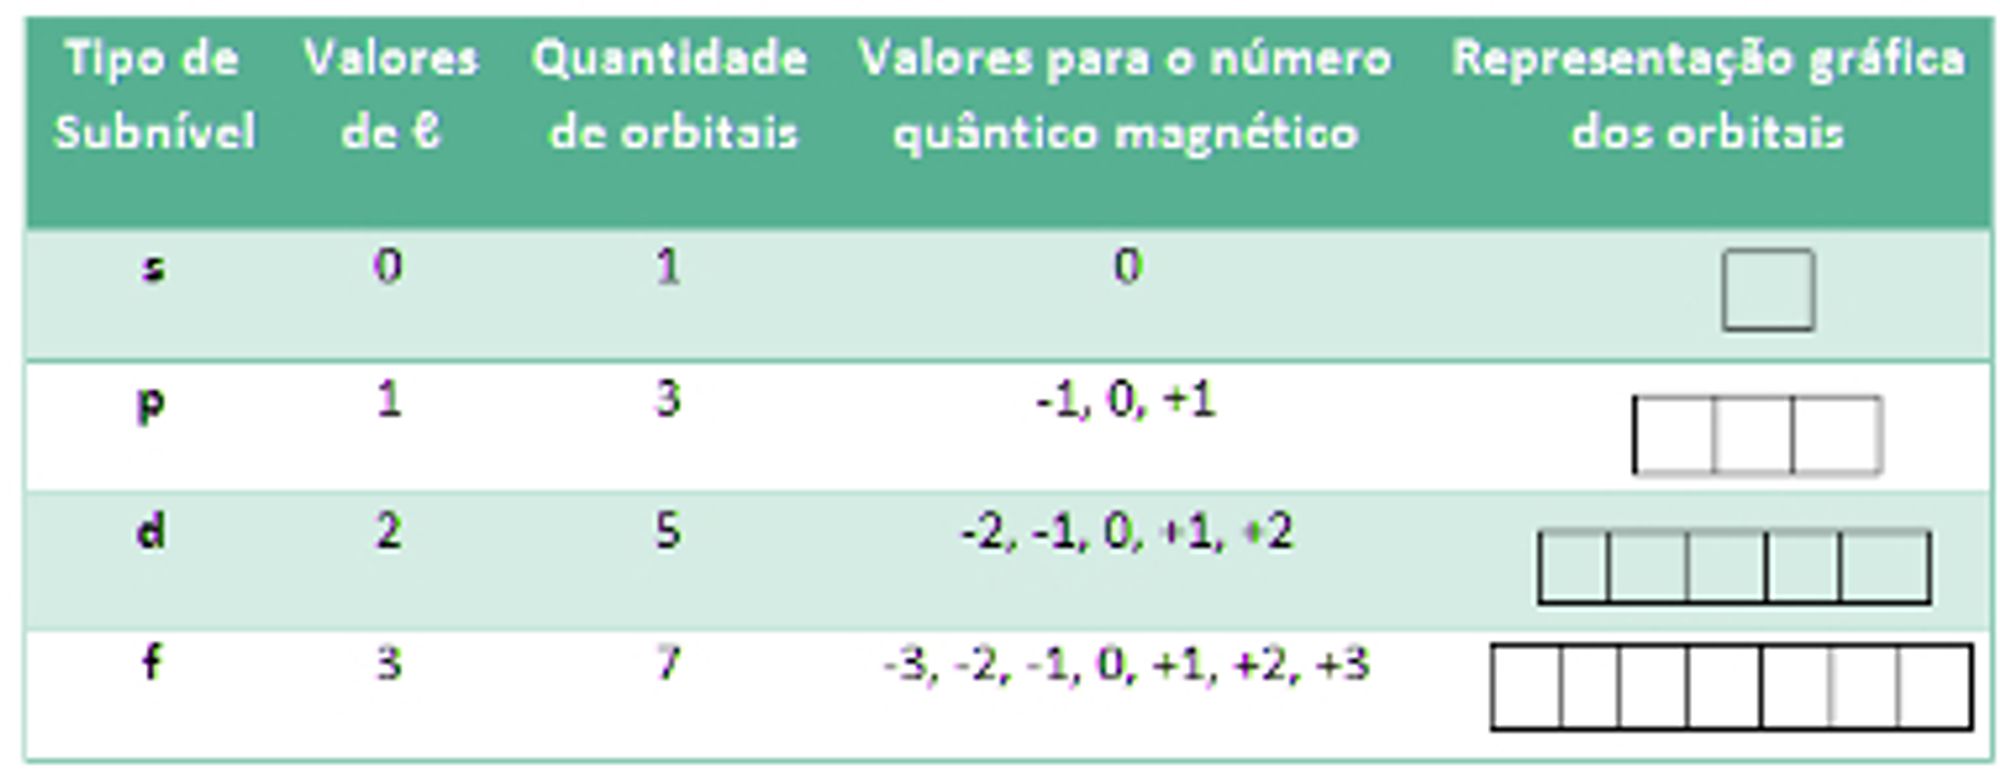 Tipo de Valores Quantidade Valores para o número Representação gráfica
Subnível de ℓ de orbitais quântico magnético dos orbitais
s 0 1 0
p 1 3 -1, 0, +1
d 2 5 -2, -1, 0, +1, +2
f 3 7 -3, -2, -1, 0, +1, +2, +3